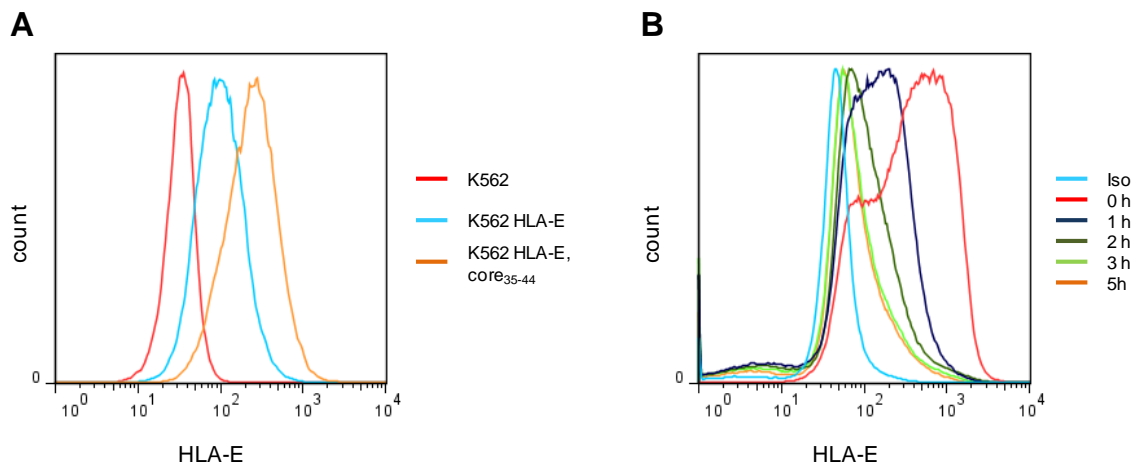 A
count
0
10^0 10^1 10^2 10^3 10^4
HLA-E
K562
K562 HLA-E
K562 HLA-E,
core35-44
B
count
0
10^0 10^1 10^2 10^3 10^4
HLA-E
Iso
0 h
1 h
2 h
3 h
5h